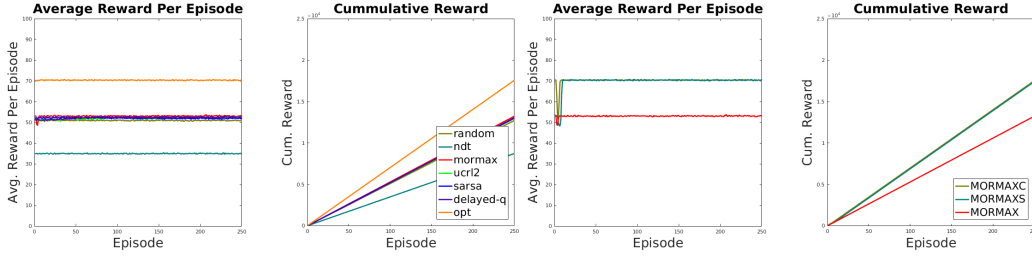 Average Reward Per Episode
100
90
80
70
60
50
40
30
20
10
0
0 50 100 150 200 250
Avg. Reward Per Episode
Episode
Cummulative Reward
×10⁴
2.5
2
1.5
1
0.5
0
0 50 100 150 200 250
Cum. Reward
Episode
random
ndt
mormax
ucrl2
sarsa
delayed-q
opt
Average Reward Per Episode
100
90
80
70
60
50
40
30
20
10
0
0 50 100 150 200 250
Avg. Reward Per Episode
Episode
Cummulative Reward
×10⁴
2.5
2
1.5
1
0.5
0
0 50 100 150 200 250
Cum. Reward
Episode
MORMAXC
MORMAXS
MORMAX